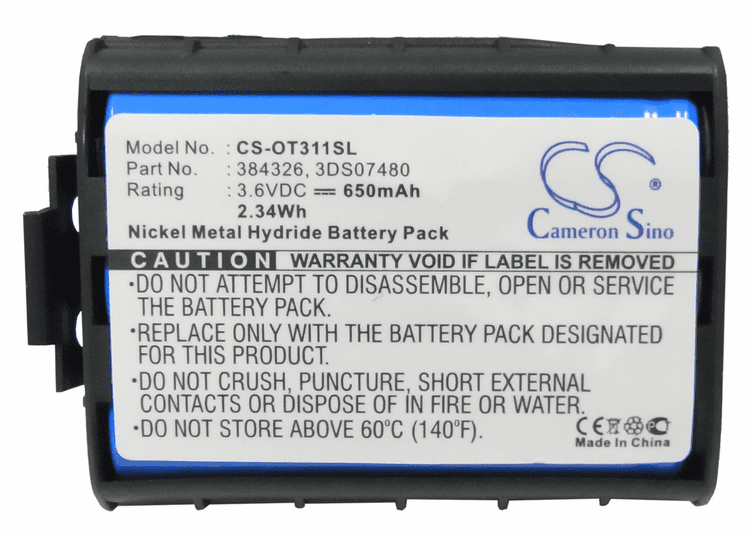 Model No. : CS-OT311SL
Part No. : 384326, 3DS07480
Rating : 3.6VDC ⎓ 650mAh
2.34Wh
Nickel Metal Hydride Battery Pack
CS ®
Cameron Sino
CAUTION WARRANTY VOID IF LABEL IS REMOVED
•DO NOT ATTEMPT TO DISASSEMBLE, OPEN OR SERVICE
THE BATTERY PACK.
•REPLACE ONLY WITH THE BATTERY PACK DESIGNATED
FOR THIS PRODUCT.
•DO NOT CRUSH, PUNCTURE, SHORT EXTERNAL
CONTACTS OR DISPOSE OF IN FIRE OR WATER.
•DO NOT STORE ABOVE 60°C (140°F).
CE
Made In China